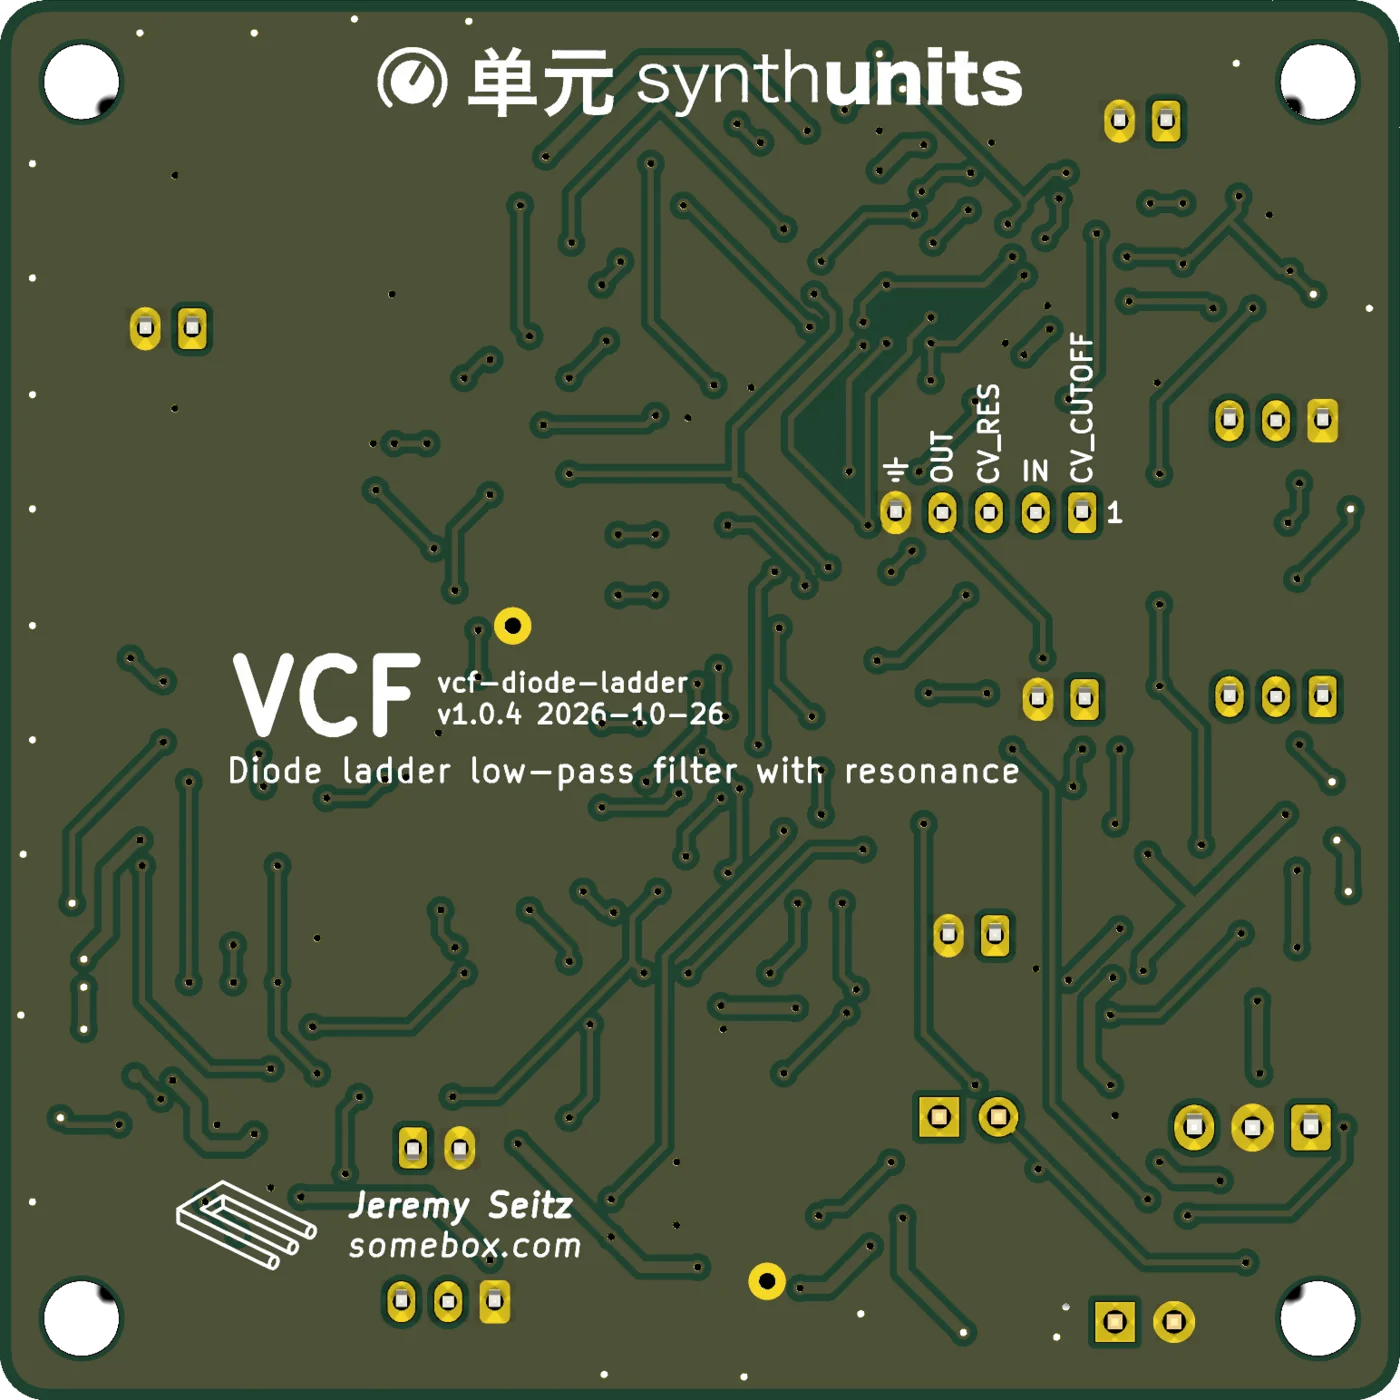 单元 synthunits
OUT
CV_RES
IN
CV_CUTOFF
1
VCF
vcf-diode-ladder
v1.0.4 2026-10-26
Diode ladder low-pass filter with resonance
Jeremy Seitz
somebox.com